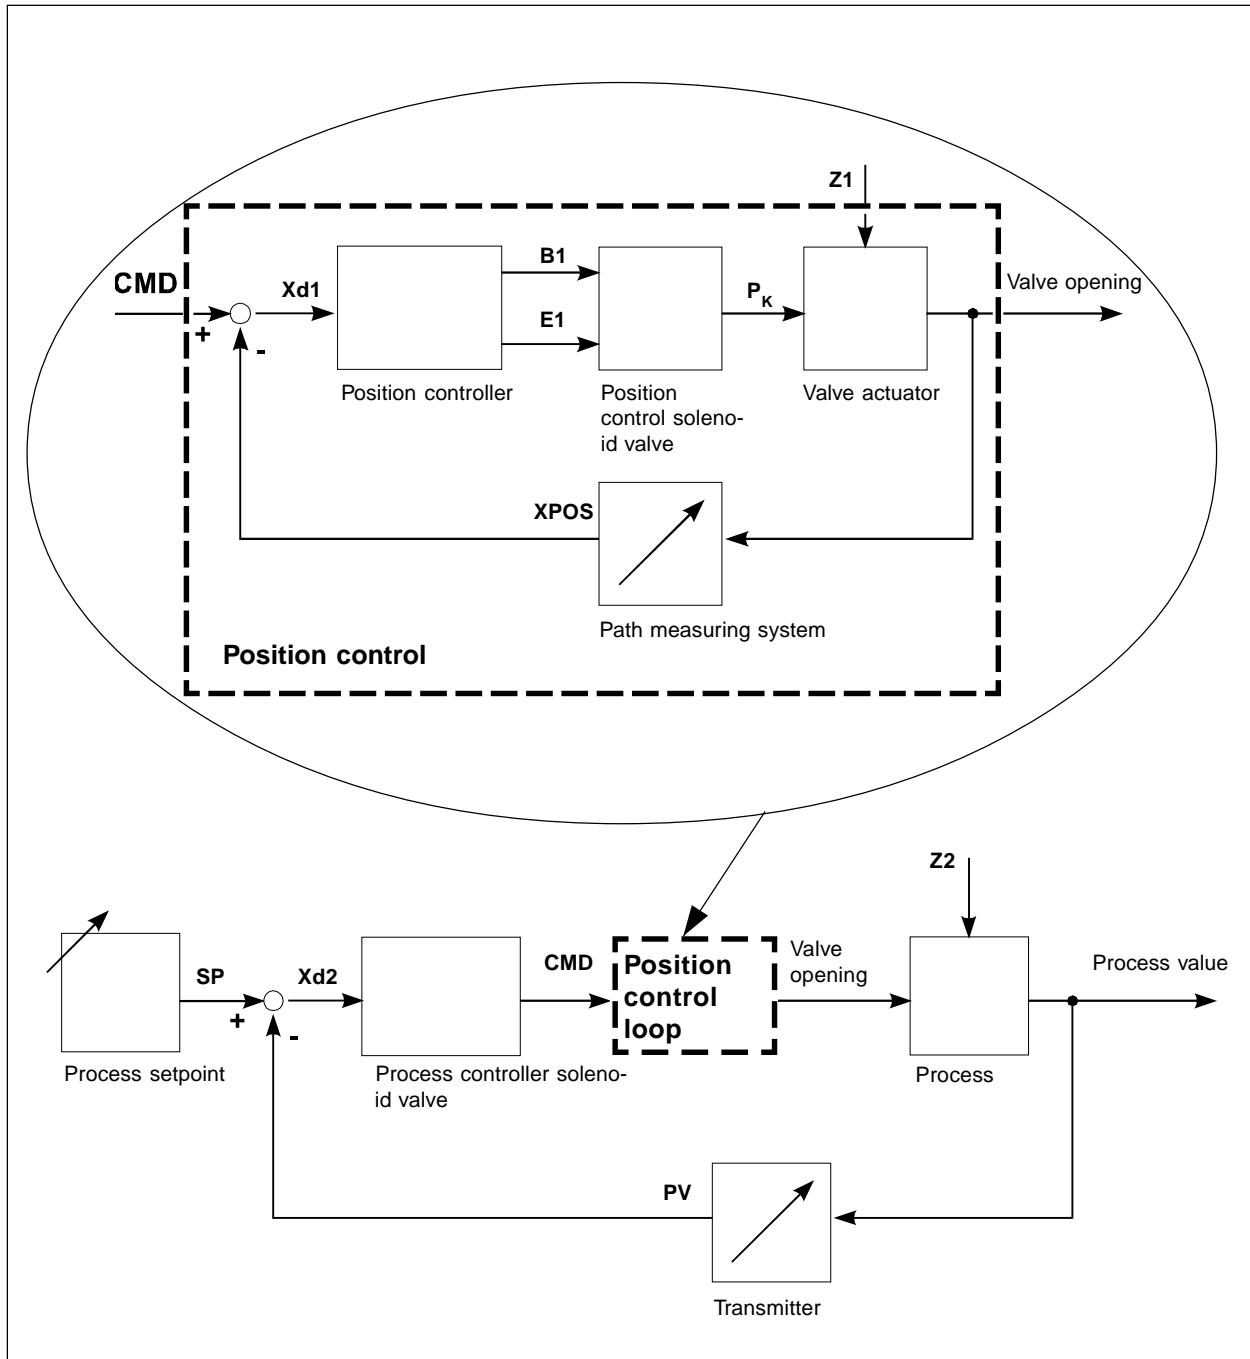 Z1
B1
CMD
Xd1
P_K
Valve opening
+
-
E1
Position controller
Position
control soleno-
id valve
Valve actuator
XPOS
Path measuring system
Position control
Z2
SP
Xd2
CMD
Position
control
loop
Valve
opening
Process value
+
-
Process setpoint
Process controller soleno-
id valve
Process
PV
Transmitter